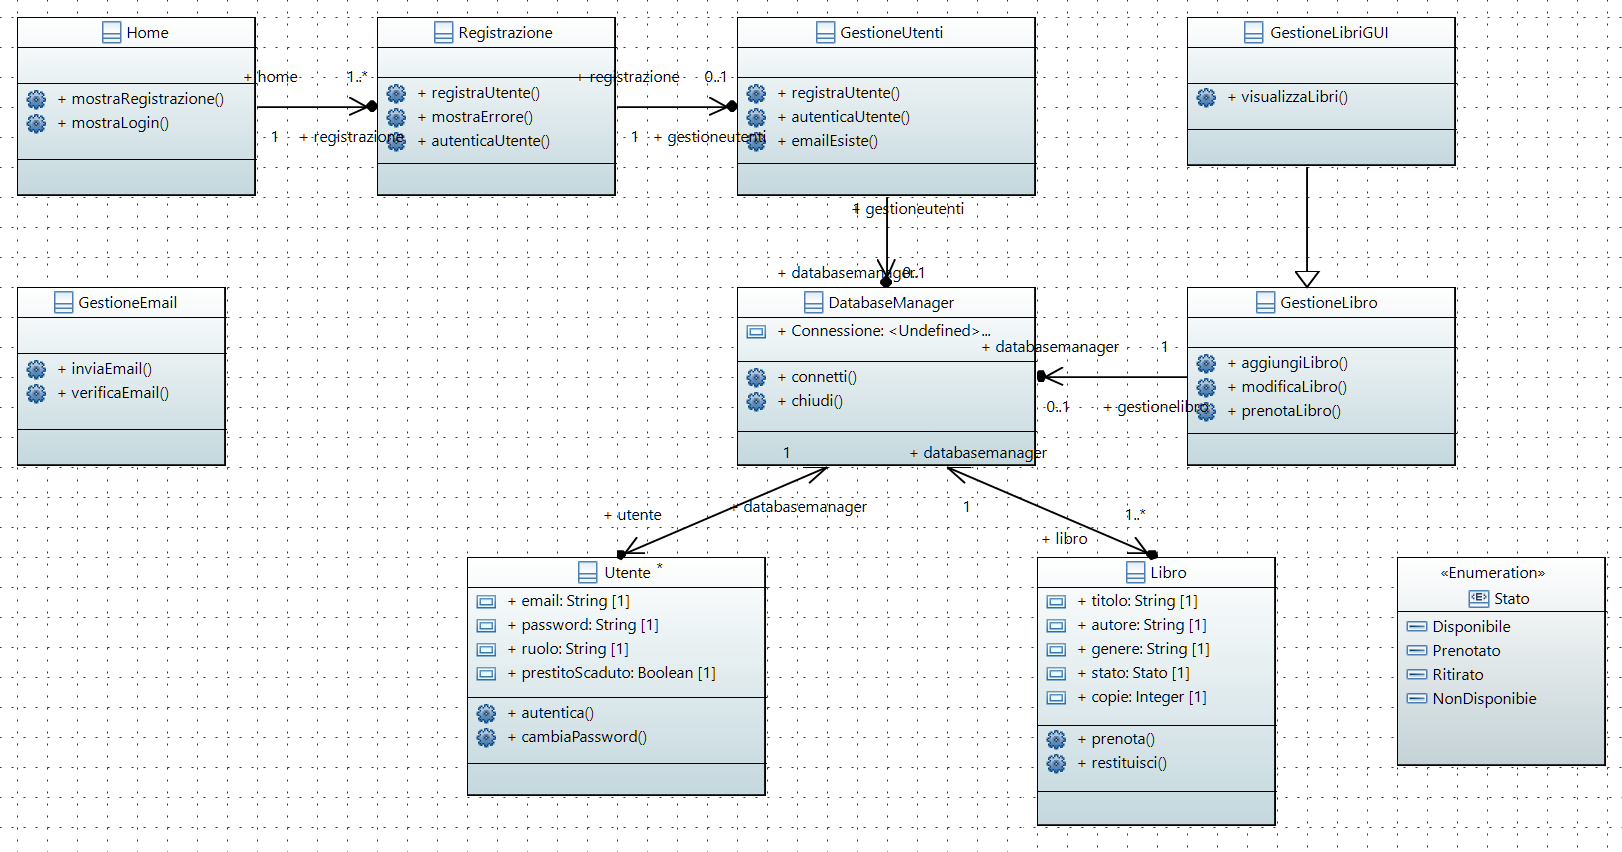 Home
+ mostraRegistrazione()
+ mostraLogin()
+ home
1..*
1
+ registrazione
Registrazione
+ registraUtente()
+ mostraErrore()
+ autenticaUtente()
+ registrazione
0..1
1
+ gestioneutenti
GestioneUtenti
+ registraUtente()
+ autenticaUtente()
+ emailEsiste()
1
+ gestioneutenti
+ databasemanager
0..1
GestioneLibriGUI
+ visualizzaLibri()
GestioneEmail
+ inviaEmail()
+ verificaEmail()
DatabaseManager
+ Connessione: <Undefined>...
+ connetti()
+ chiudi()
+ databasemanager
1
0..1
+ gestionelibro
GestioneLibro
+ aggiungiLibro()
+ modificaLibro()
+ prenotaLibro()
1
+ databasemanager
+ utente
+ databasemanager
1
1..*
+ libro
Utente
*
+ email: String [1]
+ password: String [1]
+ ruolo: String [1]
+ prestitoScaduto: Boolean [1]
+ autentica()
+ cambiaPassword()
Libro
+ titolo: String [1]
+ autore: String [1]
+ genere: String [1]
+ stato: Stato [1]
+ copie: Integer [1]
+ prenota()
+ restituisci()
«Enumeration»
Stato
Disponibile
Prenotato
Ritirato
NonDisponibie